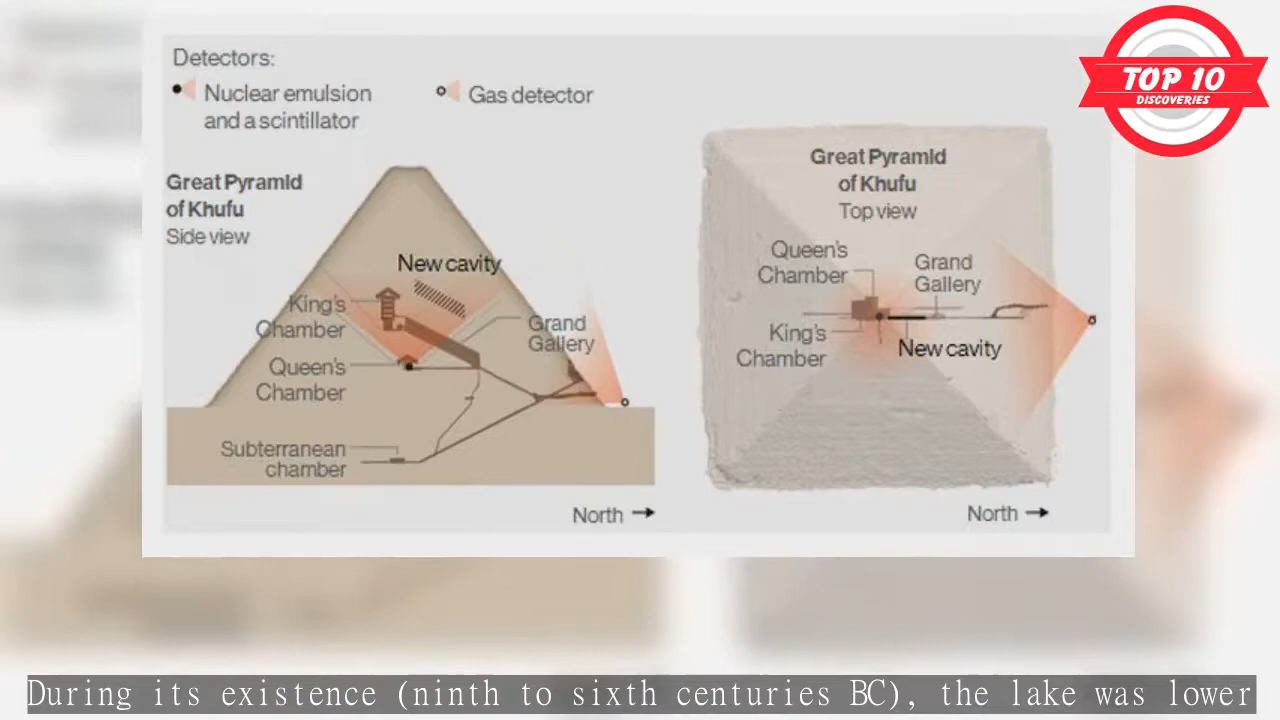 Detectors:
Nuclear emulsion
and a scintillator
Gas detector
Great Pyramid
of Khufu
Side view
New cavity
King's
Chamber
Grand
Gallery
Queen's
Chamber
Subterranean
chamber
North
Great Pyramid
of Khufu
Top view
Queen's
Chamber
Grand
Gallery
King's
Chamber
New cavity
North
TOP 10
DISCOVERIES
During its existence (ninth to sixth centuries BC), the lake was lower